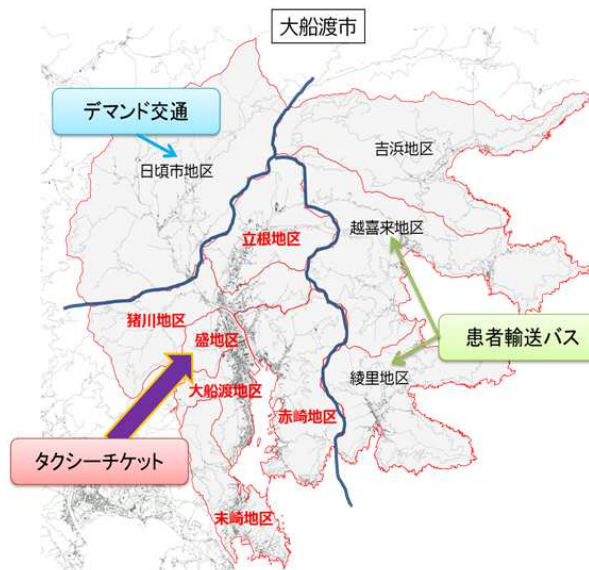 大船渡市
デマンド交通
吉浜地区
日頃市地区
越喜来地区
立根地区
猪川地区
患者輸送バス
盛地区
綾里地区
大船渡地区
赤崎地区
タクシーチケット
末崎地区